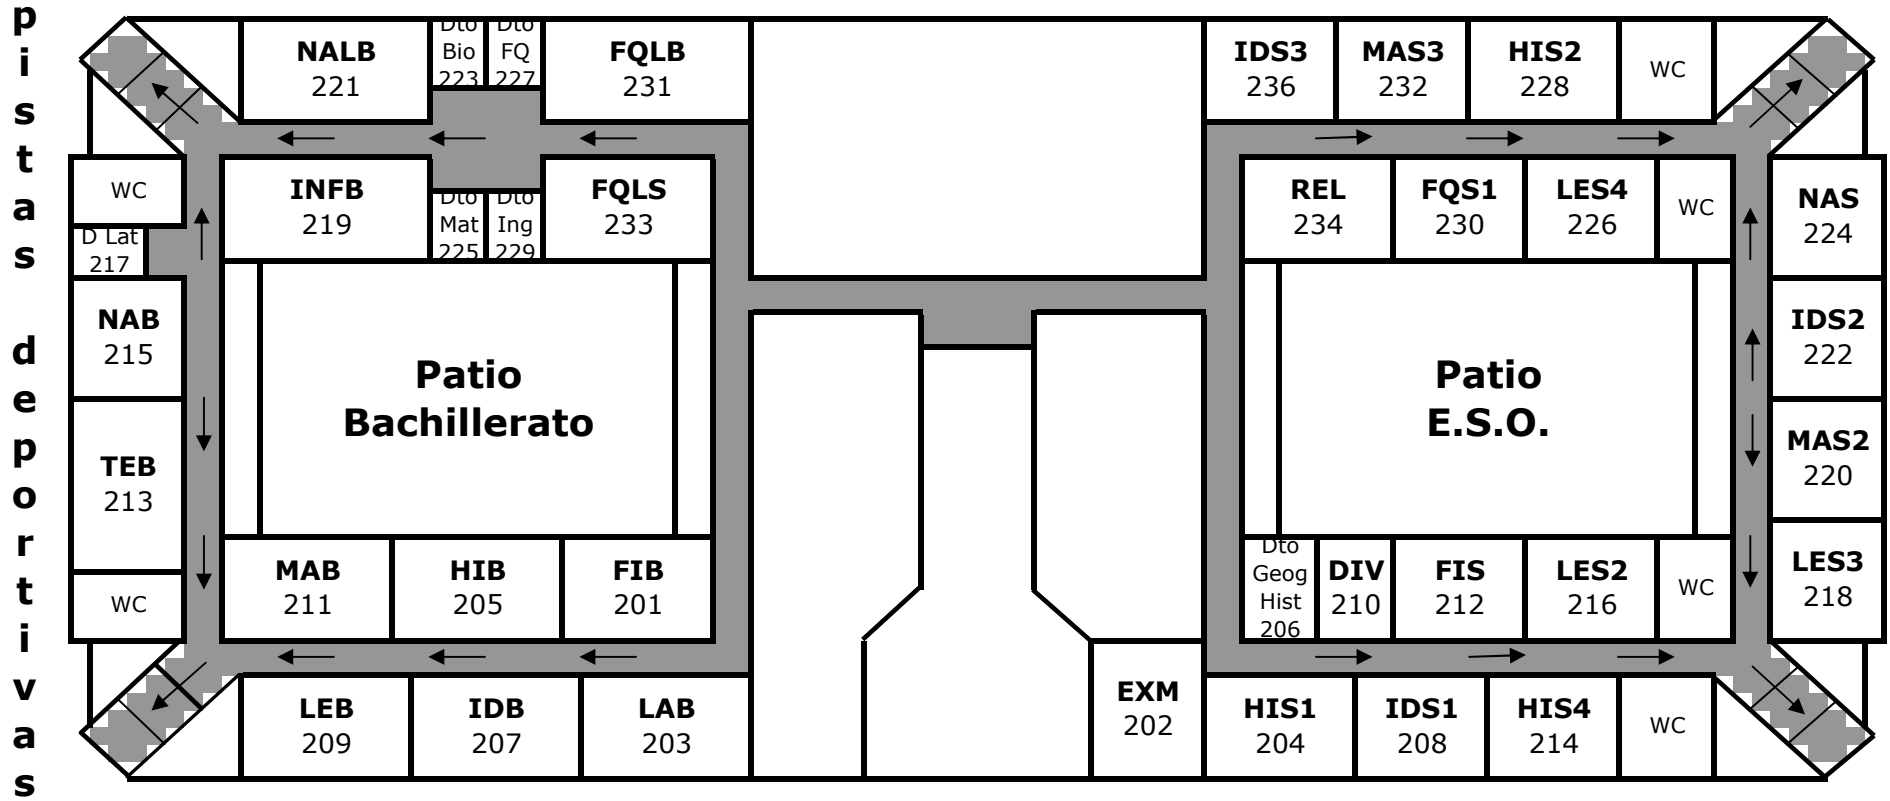 pistas deportivas
NALB
221
Dto
Bio
223
Dto
FQ
227
FQLB
231
IDS3
236
MAS3
232
HIS2
228
WC
WC
INFB
219
Dto
Mat
225
Dto
Ing
229
FQLS
233
REL
234
FQS1
230
LES4
226
WC
NAS
224
D Lat
217
NAB
215
IDS2
222
Patio
Bachillerato
Patio
E.S.O.
TEB
213
MAS2
220
WC
MAB
211
HIB
205
FIB
201
Dto
Geog
Hist
206
DIV
210
FIS
212
LES2
216
WC
LES3
218
LEB
209
IDB
207
LAB
203
EXM
202
HIS1
204
IDS1
208
HIS4
214
WC